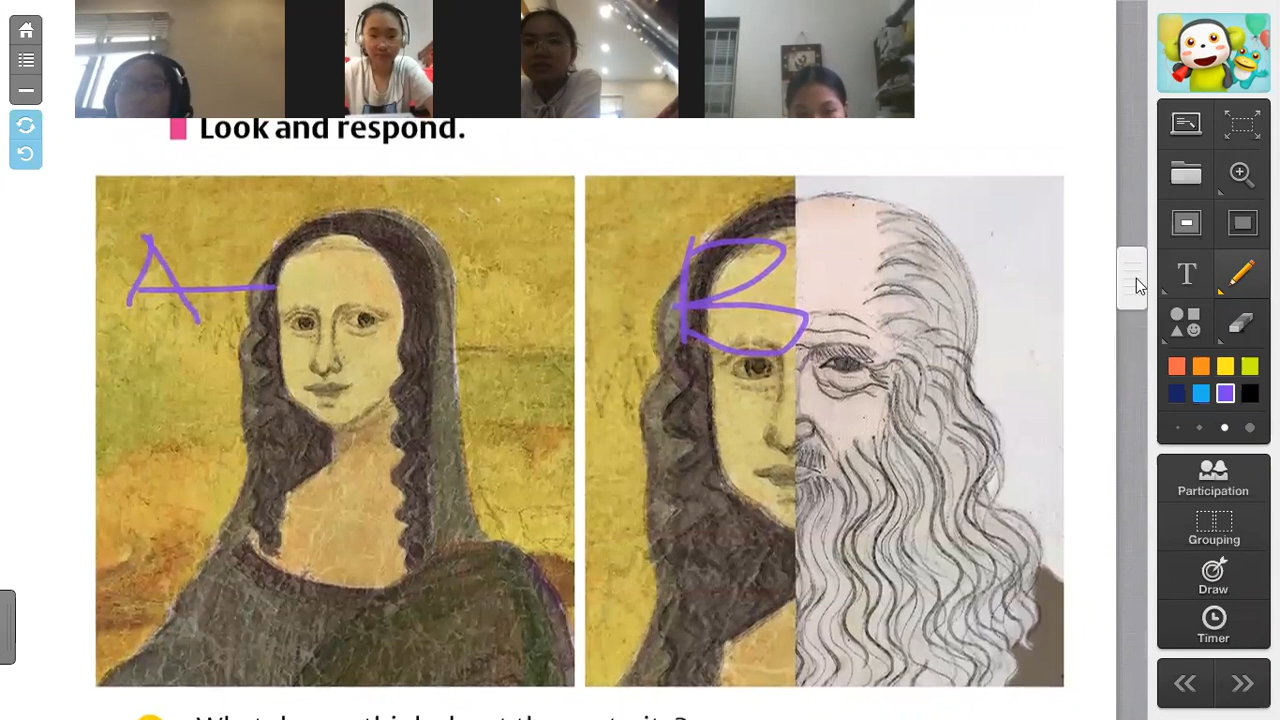 Look and respond.
A
B
T
Participation
Grouping
Draw
Timer